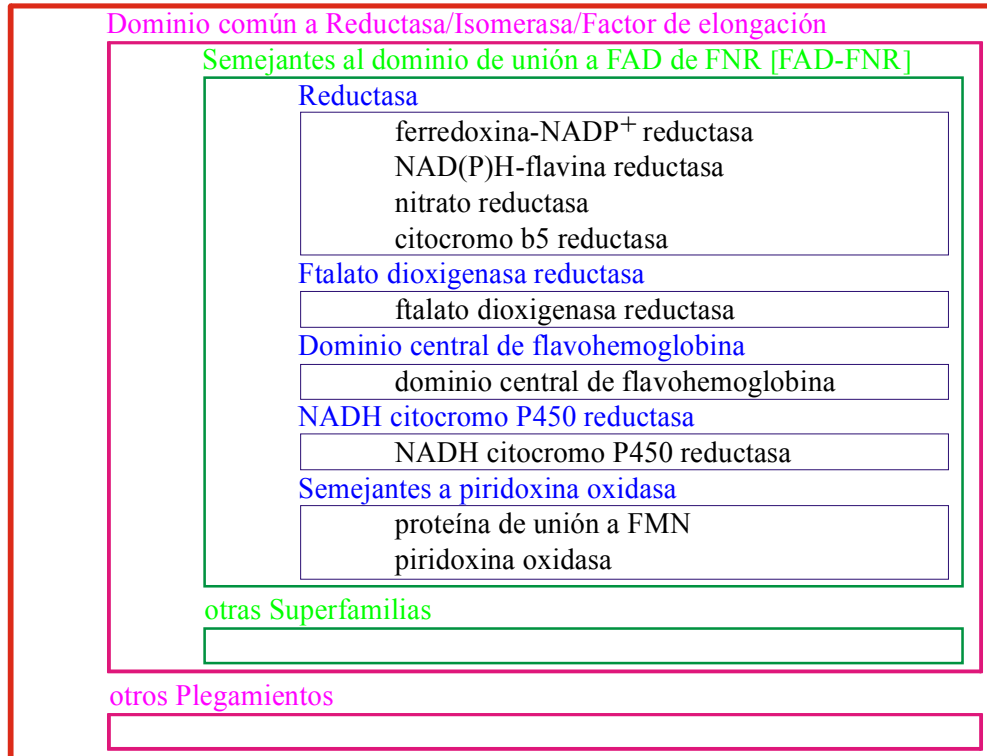 Dominio común a Reductasa/Isomerasa/Factor de elongación
Semejantes al dominio de unión a FAD de FNR [FAD-FNR]
Reductasa
ferredoxina-NADP+ reductasa
NAD(P)H-flavina reductasa
nitrato reductasa
citocromo b5 reductasa
Ftalato dioxigenasa reductasa
ftalato dioxigenasa reductasa
Dominio central de flavohemoglobina
dominio central de flavohemoglobina
NADH citocromo P450 reductasa
NADH citocromo P450 reductasa
Semejantes a piridoxina oxidasa
proteína de unión a FMN
piridoxina oxidasa
otras Superfamilias
otros Plegamientos